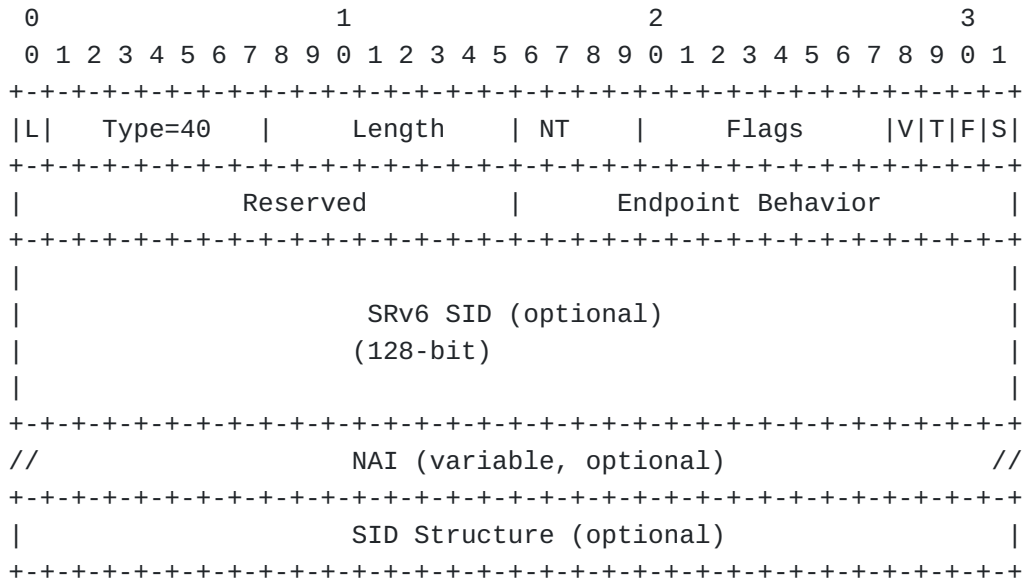 0                   1                   2                   3
 0 1 2 3 4 5 6 7 8 9 0 1 2 3 4 5 6 7 8 9 0 1 2 3 4 5 6 7 8 9 0 1
+-+-+-+-+-+-+-+-+-+-+-+-+-+-+-+-+-+-+-+-+-+-+-+-+-+-+-+-+-+-+-+-+
|L|   Type=40   |     Length    | NT    |     Flags     |V|T|F|S|
+-+-+-+-+-+-+-+-+-+-+-+-+-+-+-+-+-+-+-+-+-+-+-+-+-+-+-+-+-+-+-+-+
|              Reserved         |      Endpoint Behavior        |
+-+-+-+-+-+-+-+-+-+-+-+-+-+-+-+-+-+-+-+-+-+-+-+-+-+-+-+-+-+-+-+-+
|                                                               |
|                      SRv6 SID (optional)                      |
|                     (128-bit)                                 |
|                                                               |
+-+-+-+-+-+-+-+-+-+-+-+-+-+-+-+-+-+-+-+-+-+-+-+-+-+-+-+-+-+-+-+-+
//                    NAI (variable, optional)                 //
+-+-+-+-+-+-+-+-+-+-+-+-+-+-+-+-+-+-+-+-+-+-+-+-+-+-+-+-+-+-+-+-+
|                     SID Structure (optional)                  |
+-+-+-+-+-+-+-+-+-+-+-+-+-+-+-+-+-+-+-+-+-+-+-+-+-+-+-+-+-+-+-+-+